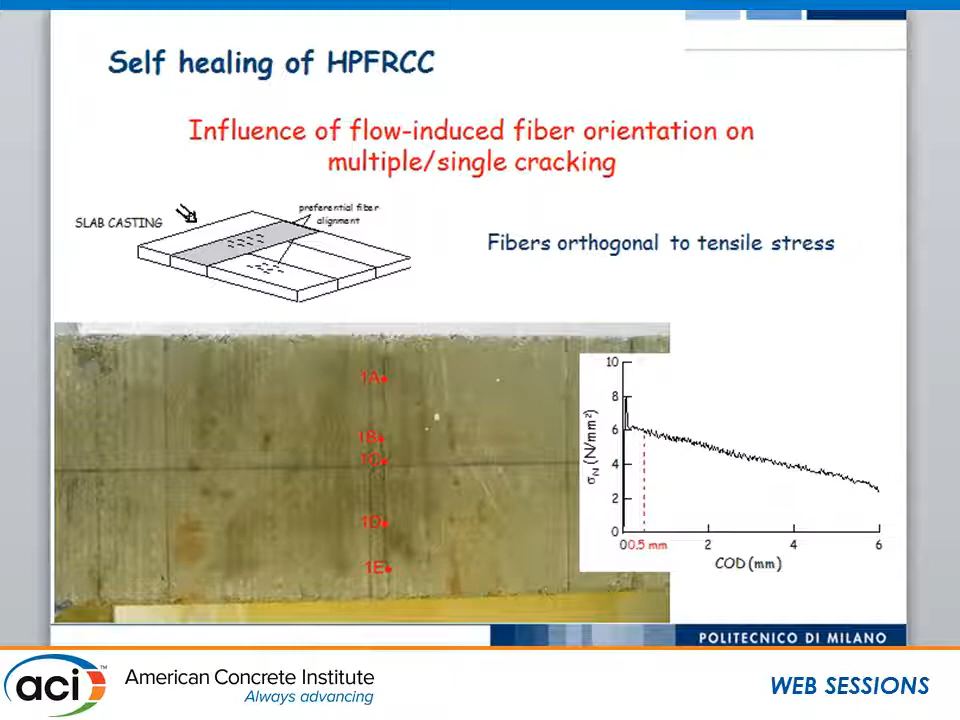 Self healing of HPFRCC
Influence of flow-induced fiber orientation on
multiple/single cracking
SLAB CASTING
preferential fiber
alignment
Fibers orthogonal to tensile stress
1A
1B
1C
1D
1E
10
8
6
4
2
0
σN (N/mm²)
0 0.5 mm 2 4 6
COD (mm)
POLITECNICO DI MILANO
aci™
American Concrete Institute
Always advancing
WEB SESSIONS